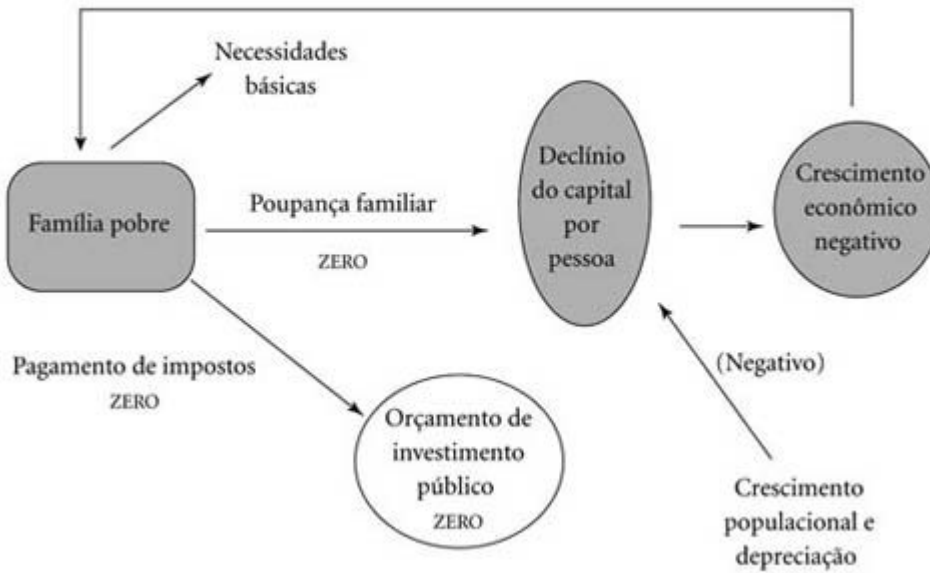 Necessidades
básicas
Família pobre
Poupança familiar
ZERO
Declínio
do capital
por
pessoa
Crescimento
econômico
negativo
Pagamento de impostos
ZERO
Orçamento de
investimento
público
ZERO
(Negativo)
Crescimento
populacional e
depreciação